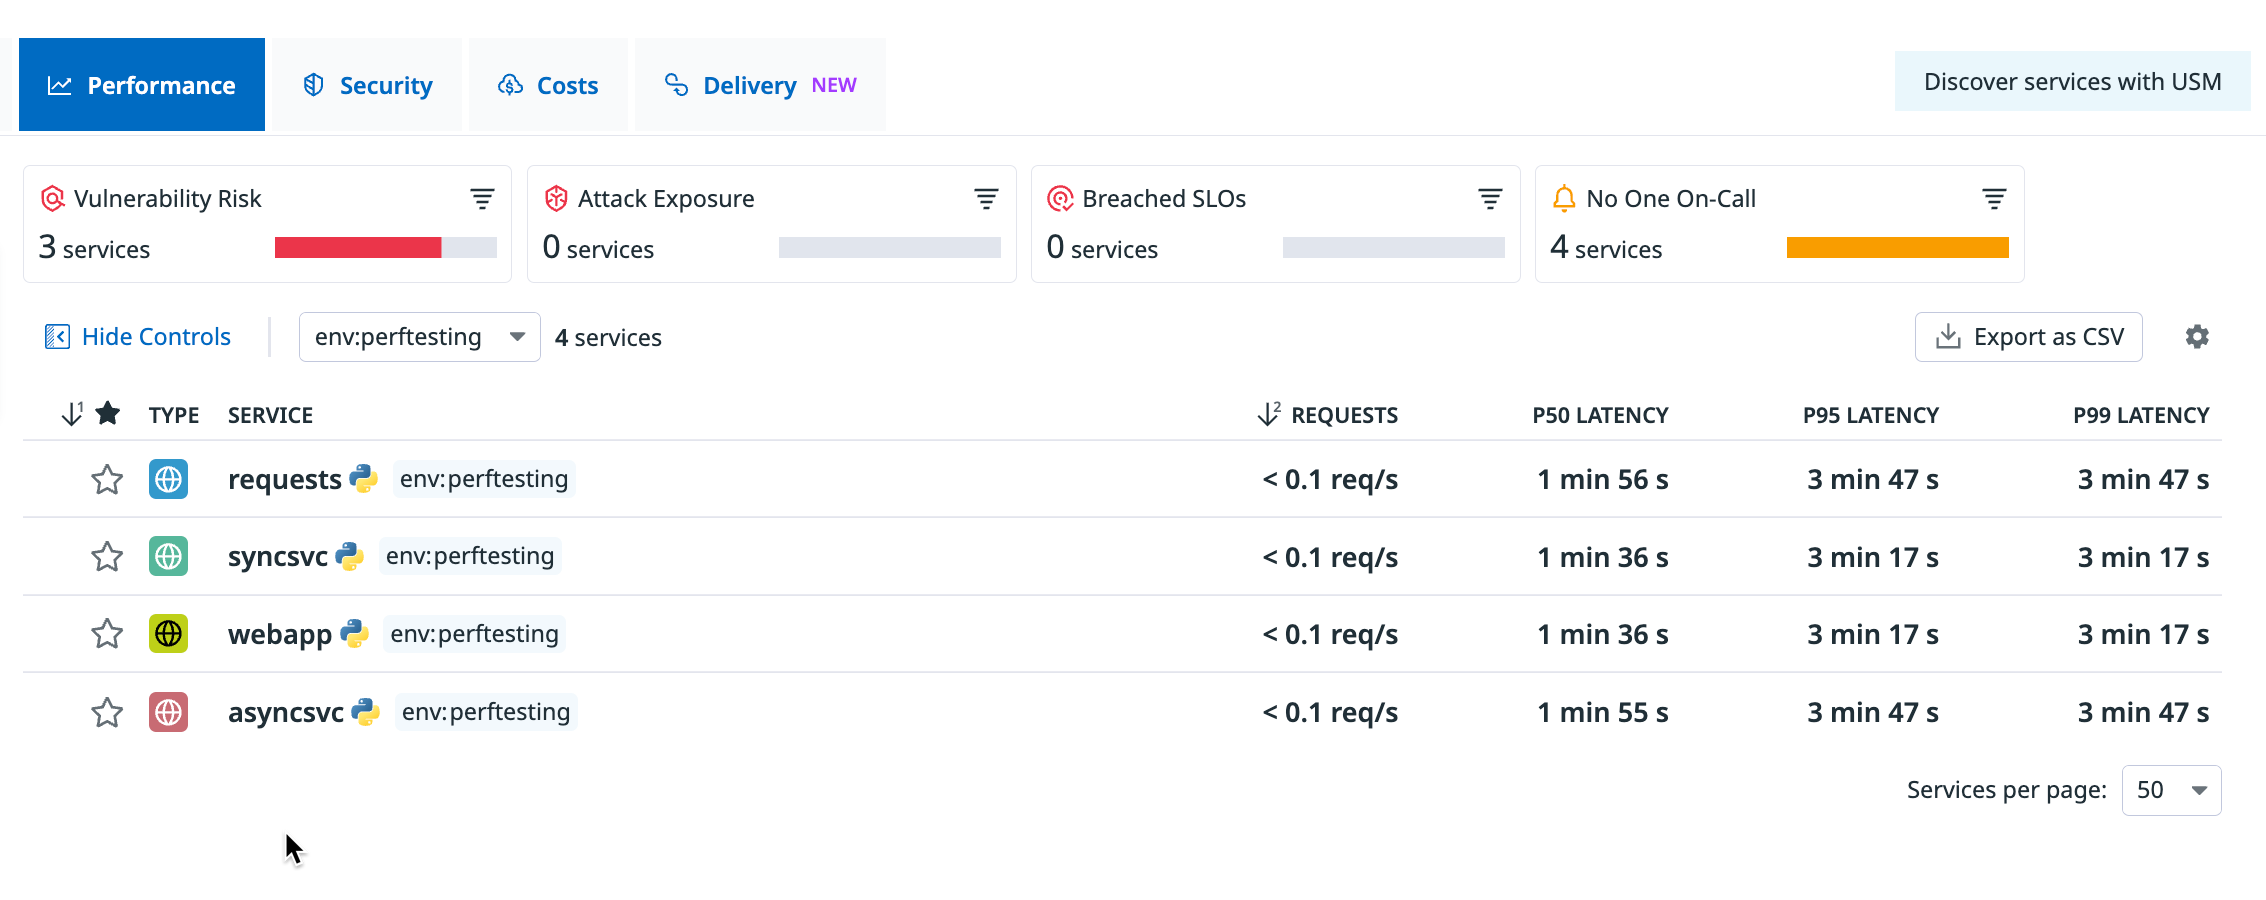 Performance Security Costs Delivery NEW Discover services with USM
Vulnerability Risk Attack Exposure Breached SLOs No One On-Call
3 services 0 services 0 services 4 services
Hide Controls env:perftesting 4 services Export as CSV
1 TYPE SERVICE 2 REQUESTS P50 LATENCY P95 LATENCY P99 LATENCY
requests env:perftesting < 0.1 req/s 1 min 56 s 3 min 47 s 3 min 47 s
syncsvc env:perftesting < 0.1 req/s 1 min 36 s 3 min 17 s 3 min 17 s
webapp env:perftesting < 0.1 req/s 1 min 36 s 3 min 17 s 3 min 17 s
asyncsvc env:perftesting < 0.1 req/s 1 min 55 s 3 min 47 s 3 min 47 s
Services per page: 50